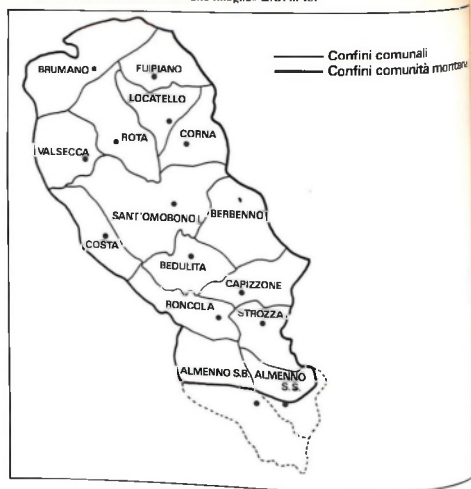 Confini comunali
Confini comunità montana
BRUMANO
FUIPIANO
LOCATELLO
ROTA
CORNA
VALSECCA
SANT'OMOBONO I.
BERBENNO
COSTA
BEDULITA
CAPIZZONE
RONCOLA
STROZZA
ALMENNO S.B.
ALMENNO
S.S.